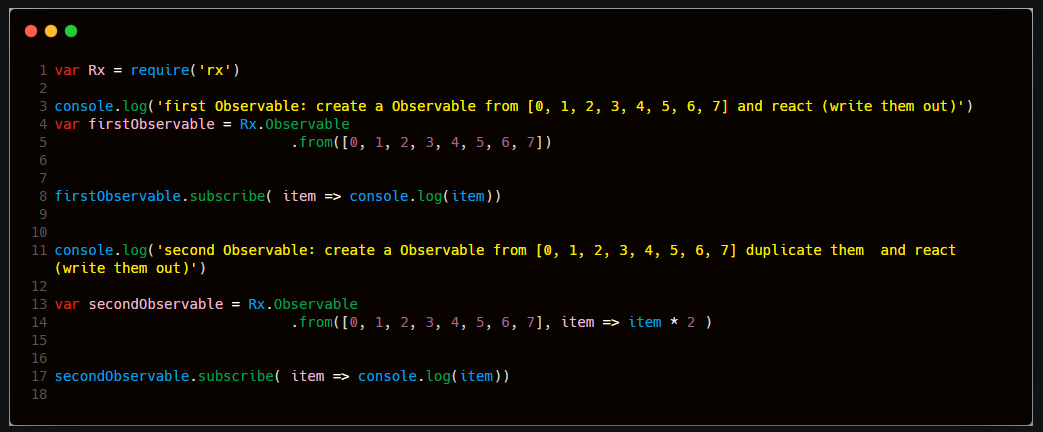 1 var Rx = require('rx')
2
3 console.log('first Observable: create a Observable from [0, 1, 2, 3, 4, 5, 6, 7] and react (write them out)')
4 var firstObservable = Rx.Observable
5 .from([0, 1, 2, 3, 4, 5, 6, 7])
6
7
8 firstObservable.subscribe( item => console.log(item))
9
10
11 console.log('second Observable: create a Observable from [0, 1, 2, 3, 4, 5, 6, 7] duplicate them  and react
(write them out)')
12
13 var secondObservable = Rx.Observable
14 .from([0, 1, 2, 3, 4, 5, 6, 7], item => item * 2 )
15
16
17 secondObservable.subscribe( item => console.log(item))
18